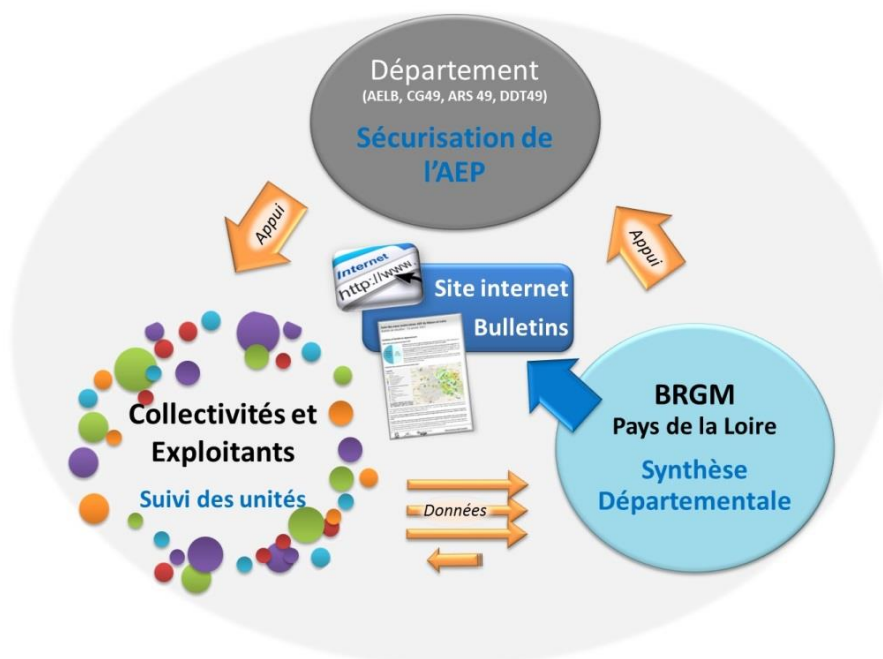 Département
(AELB, CG49, ARS 49, DDT49)
Sécurisation de
l'AEP
Appui
Appui
Internet
http://www.
Site internet
Bulletins
Collectivités et
Exploitants
Suivi des unités
Données
BRGM
Pays de la Loire
Synthèse
Départementale